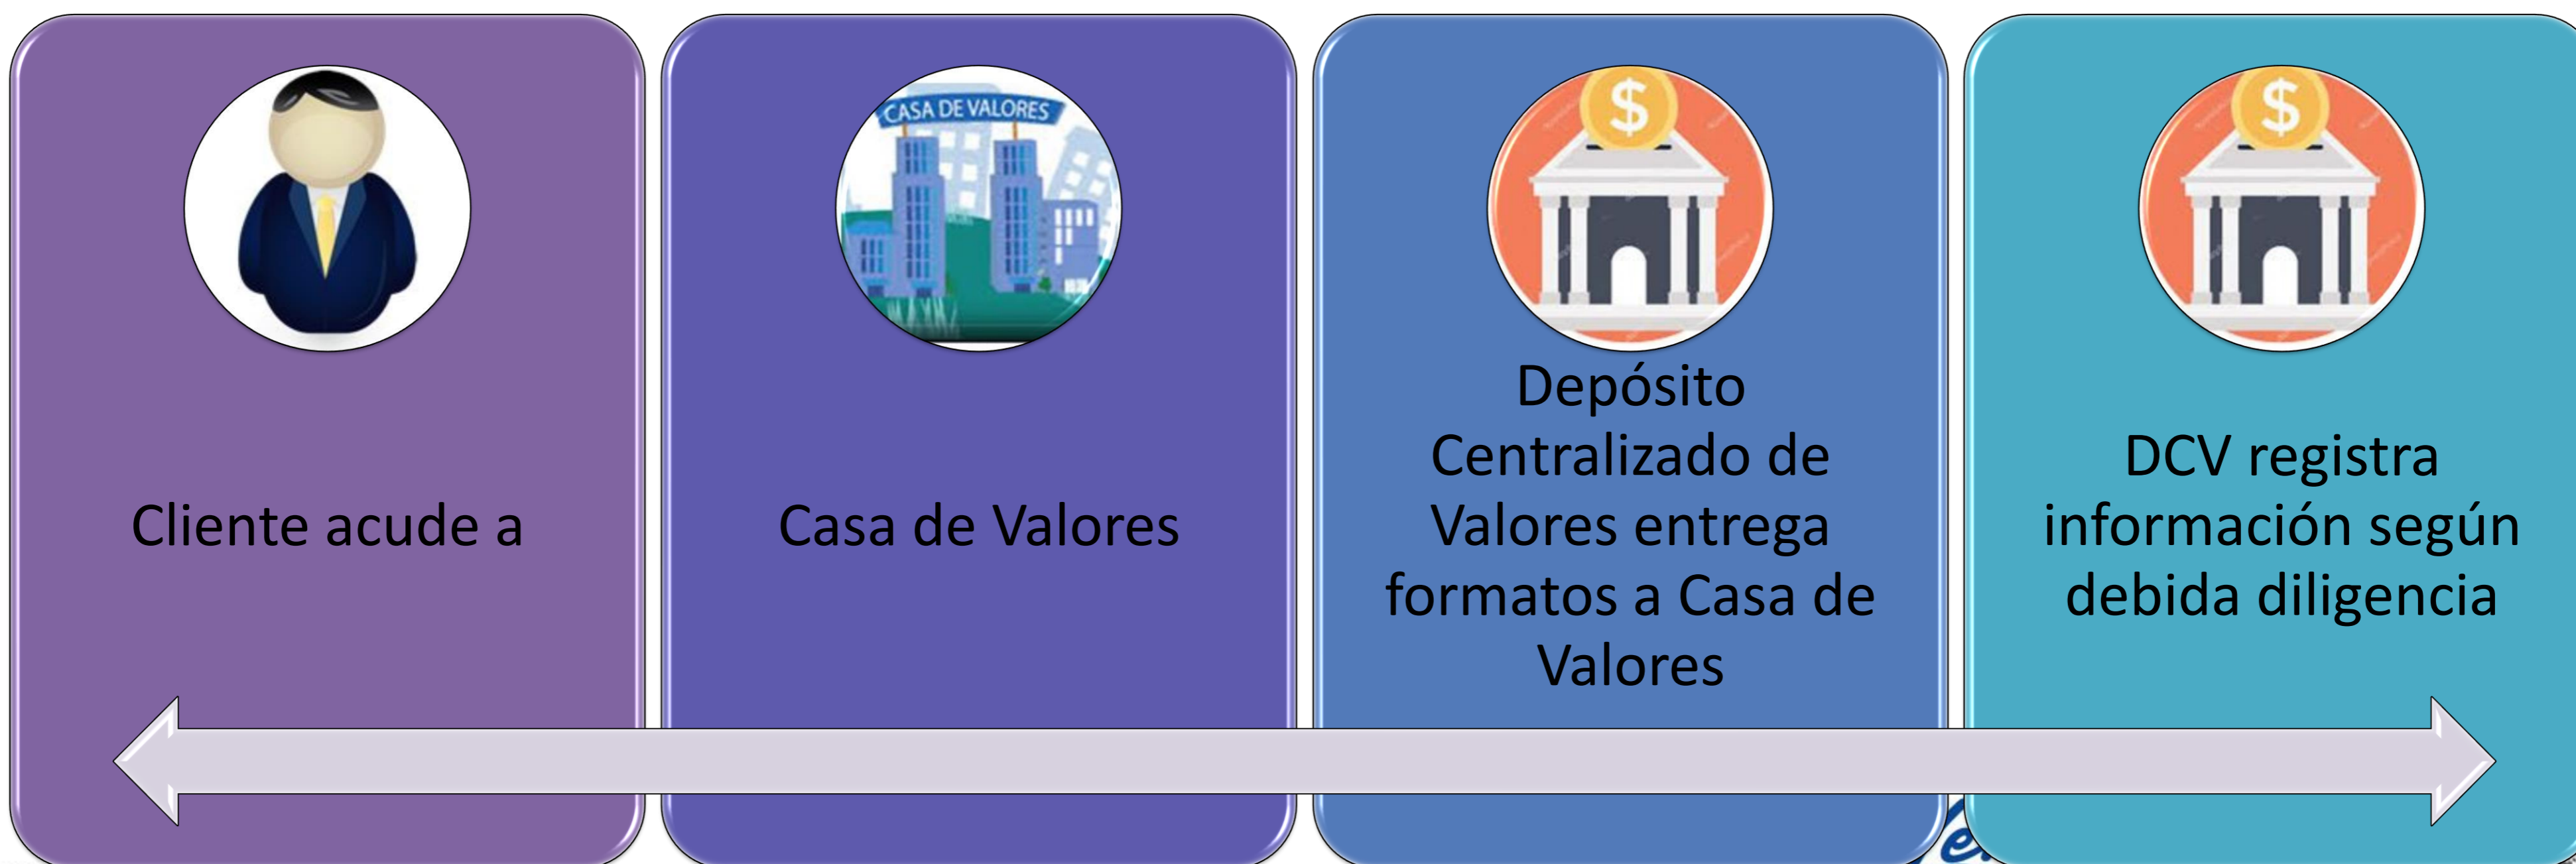 CASA DE VALORES
$
$
Cliente acude a
Casa de Valores
Depósito
Centralizado de
Valores entrega
formatos a Casa de
Valores
DCV registra
información según
debida diligencia